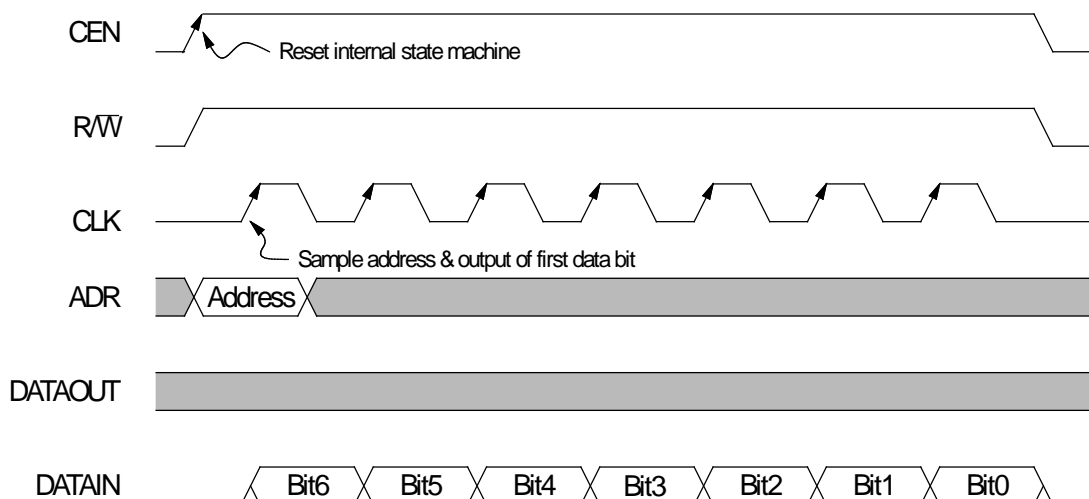 CEN
Reset internal state machine
R/W̅
CLK
Sample address & output of first data bit
ADR
Address
DATAOUT
DATAIN
Bit6 Bit5 Bit4 Bit3 Bit2 Bit1 Bit0